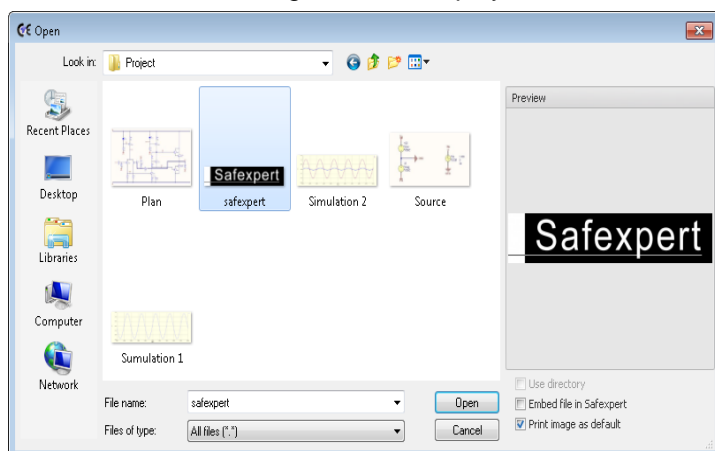 Open
Look in:
Project
Recent Places
Desktop
Libraries
Computer
Network
Safexpert
Plan
safexpert
Simulation 2
Source
Sumulation 1
File name:
safexpert
Open
Files of type:
All files (*.*)
Cancel
Preview
Safexpert
Use directory
Embed file in Safexpert
Print image as default